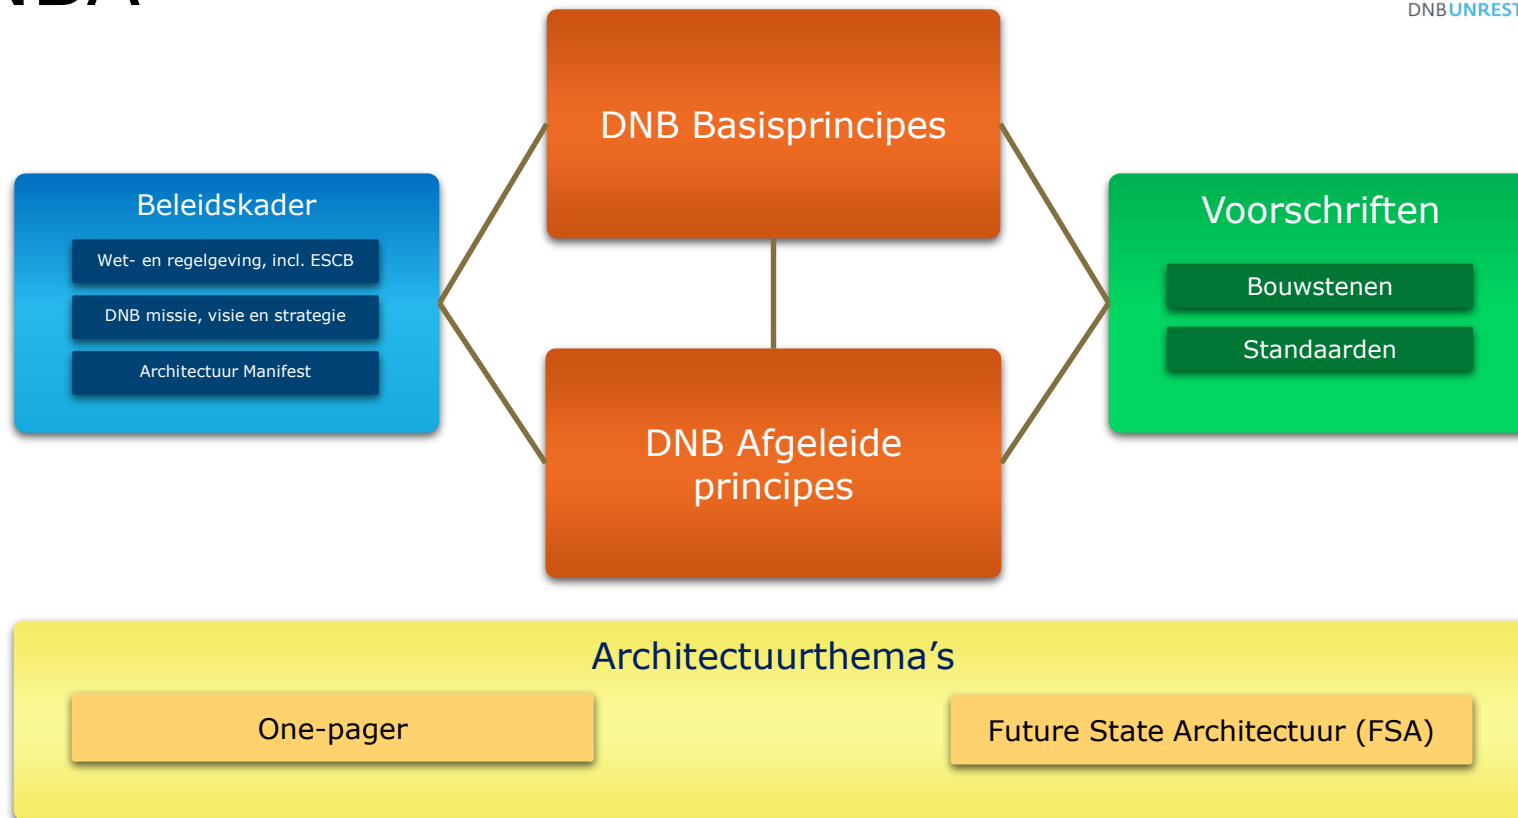 DNBUNREST
DNB Basisprincipes
Beleidskader
Wet- en regelgeving, incl. ESCB
DNB missie, visie en strategie
Architectuur Manifest
Voorschriften
Bouwstenen
Standaarden
DNB Afgeleide
principes
Architectuurthema’s
One-pager
Future State Architectuur (FSA)